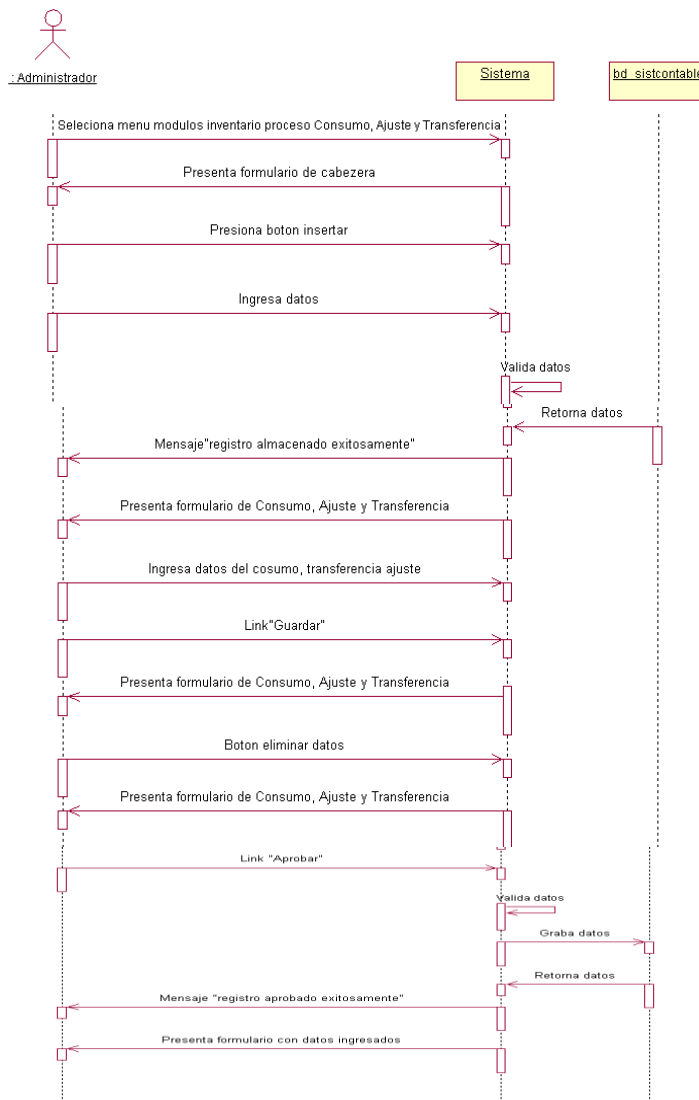 : Administrador
Sistema
bd_sistcontable
Seleciona menu modulos inventario proceso Consumo, Ajuste y Transferencia
Presenta formulario de cabezera
Presiona boton insertar
Ingresa datos
Valida datos
Retorna datos
Mensaje"registro almacenado exitosamente"
Presenta formulario de Consumo, Ajuste y Transferencia
Ingresa datos del cosumo, transferencia ajuste
Link"Guardar"
Presenta formulario de Consumo, Ajuste y Transferencia
Boton eliminar datos
Presenta formulario de Consumo, Ajuste y Transferencia
Link "Aprobar"
Valida datos
Graba datos
Retorna datos
Mensaje "registro aprobado exitosamente"
Presenta formulario con datos ingresados